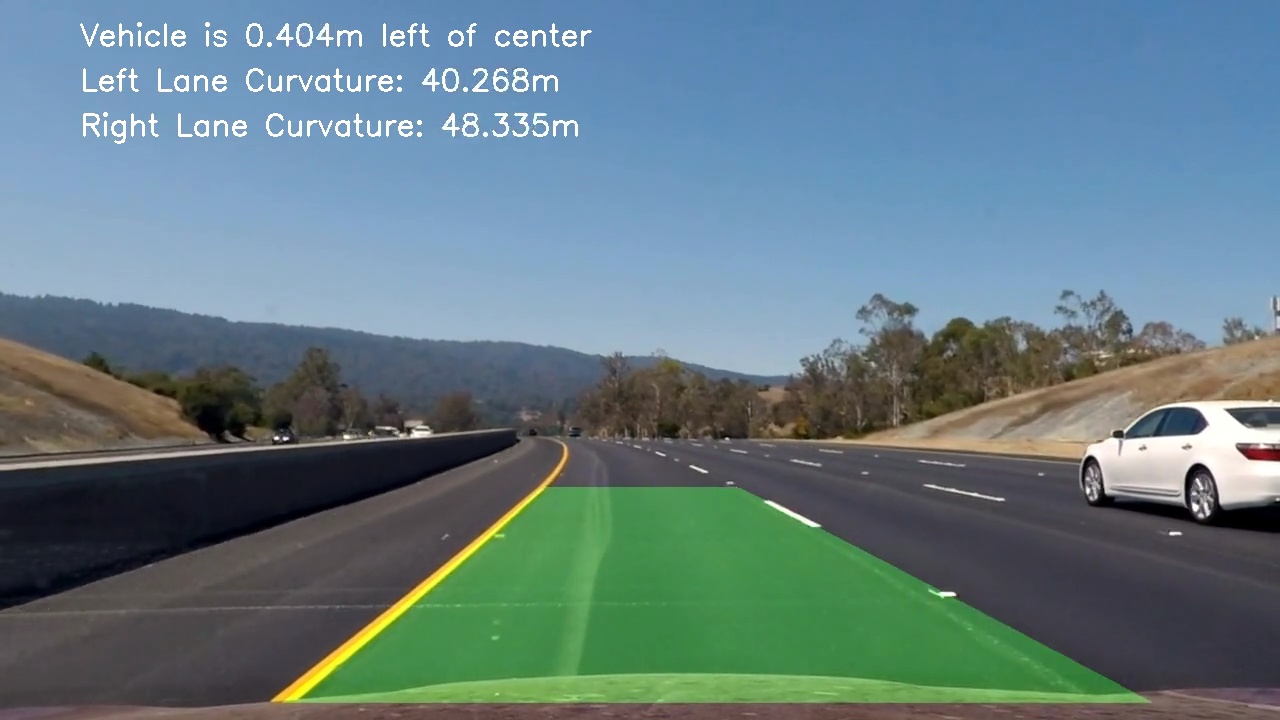 Vehicle is 0.404m left of center
Left Lane Curvature: 40.268m
Right Lane Curvature: 48.335m